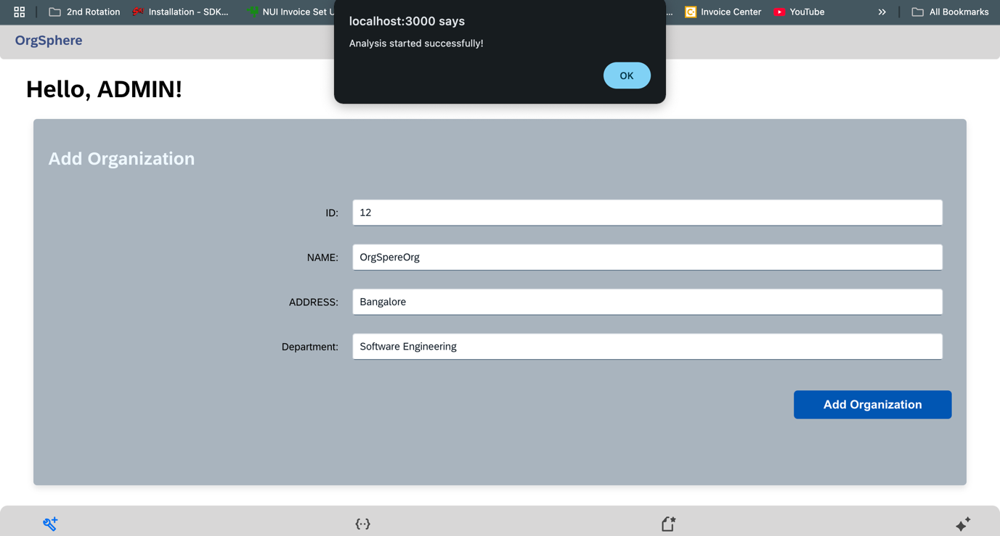 2nd Rotation
Installation - SDK...
NUI Invoice Set U
...
Invoice Center
YouTube
All Bookmarks
localhost:3000 says
Analysis started successfully!
OK
OrgSphere
Hello, ADMIN!
Add Organization
ID: 12
NAME: OrgSpereOrg
ADDRESS: Bangalore
Department: Software Engineering
Add Organization